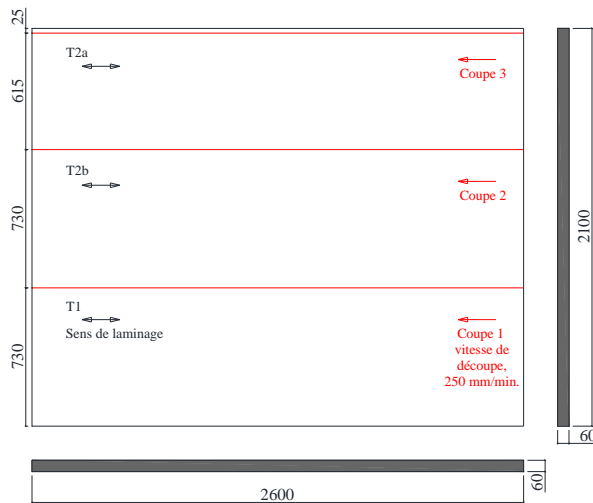 25
T2a
Coupe 3
615
T2b
Coupe 2
730
2100
T1
Sens de laminage
Coupe 1
vitesse de
découpe,
250 mm/min.
730
60
60
2600